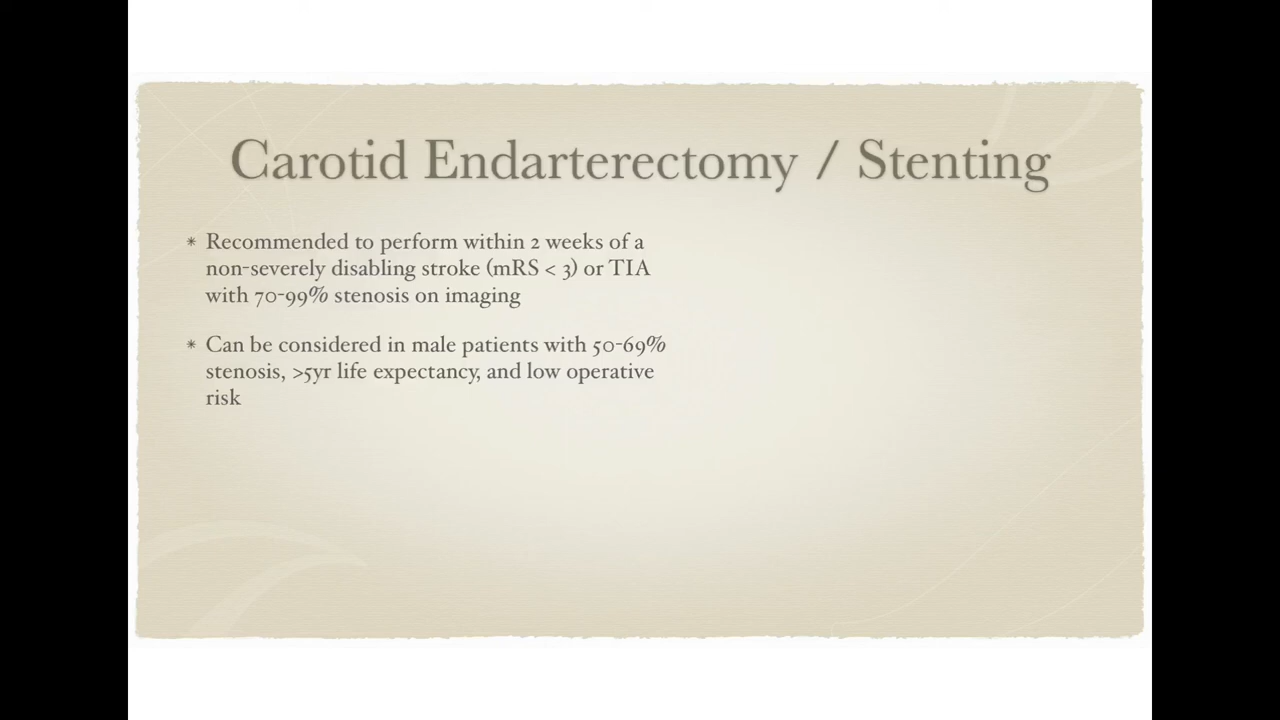 Carotid Endarterectomy / Stenting
* Recommended to perform within 2 weeks of a
non-severely disabling stroke (mRS < 3) or TIA
with 70-99% stenosis on imaging
* Can be considered in male patients with 50-69%
stenosis, >5yr life expectancy, and low operative
risk